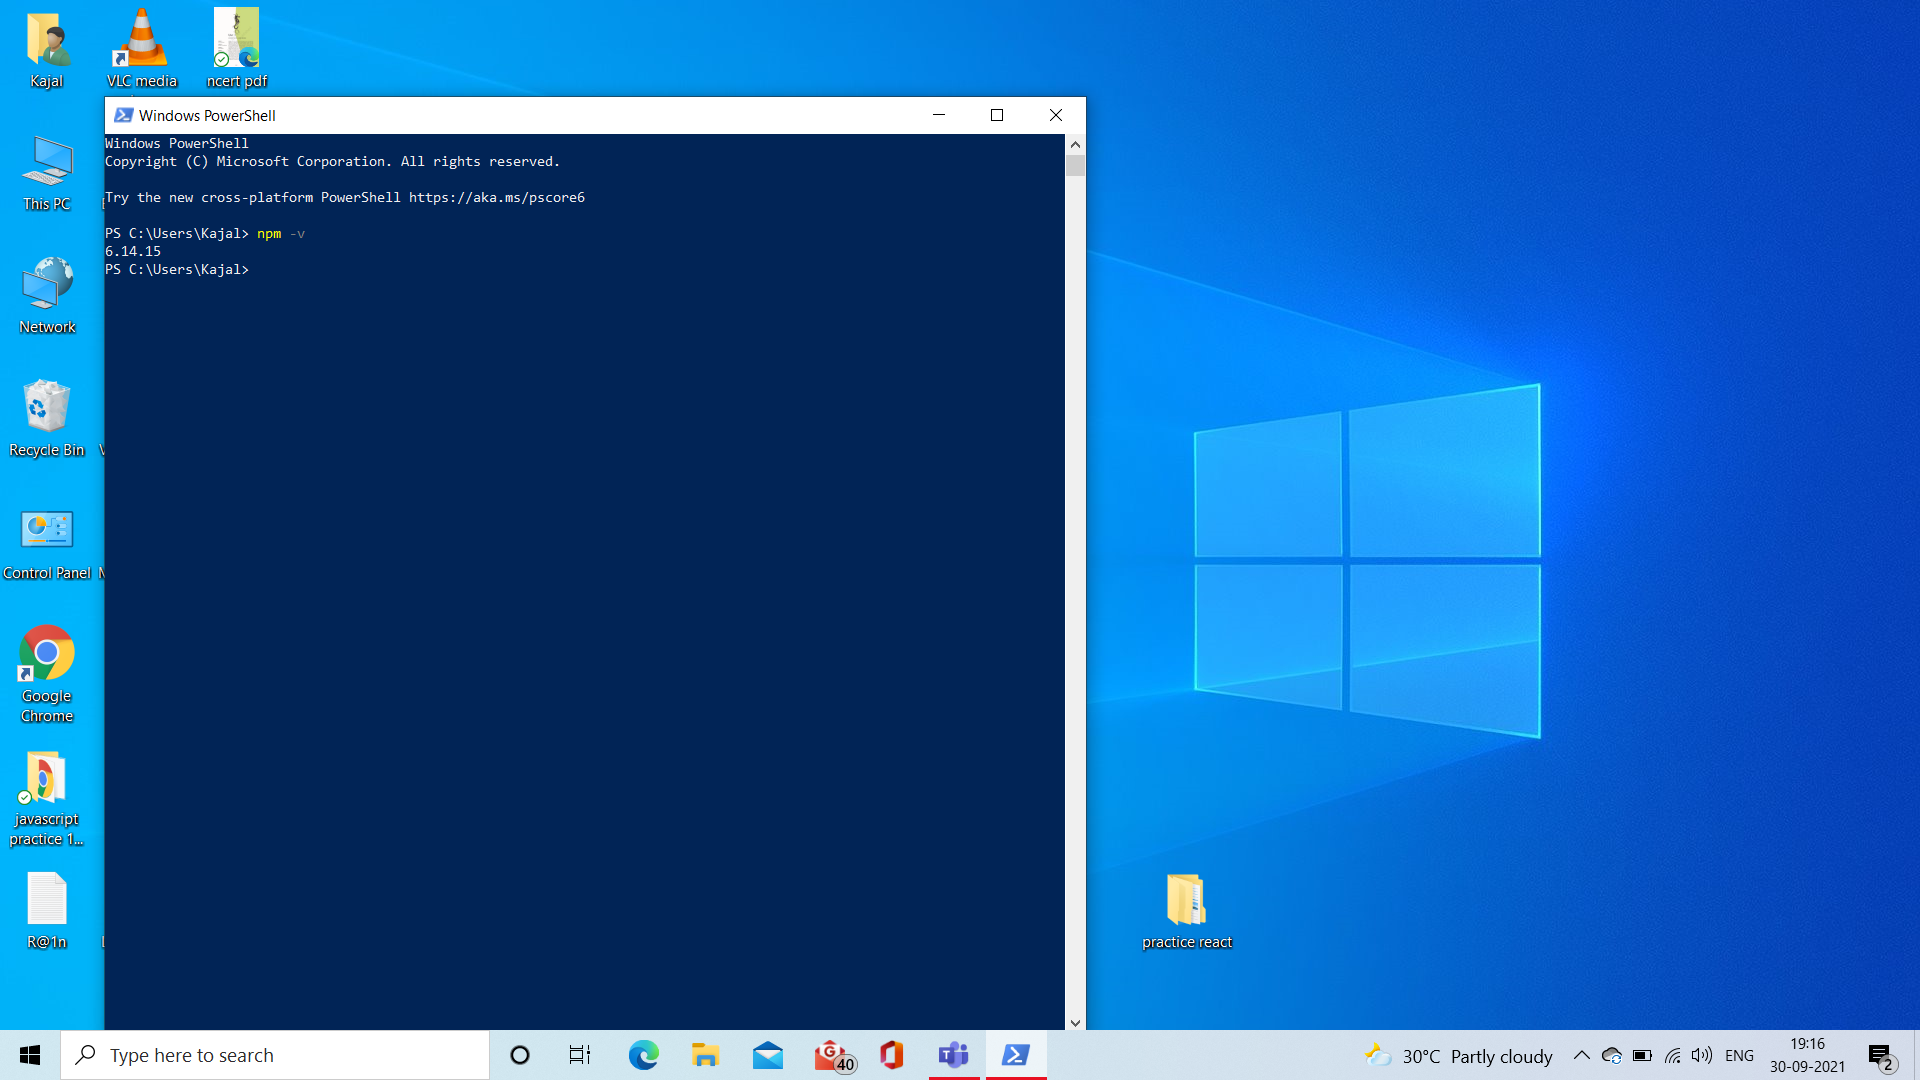 Kajal
VLC media
ncert pdf
Windows PowerShell
Windows PowerShell
Copyright (C) Microsoft Corporation. All rights reserved.
Try the new cross-platform PowerShell https://aka.ms/pscore6
PS C:\Users\Kajal> npm -v
6.14.15
PS C:\Users\Kajal>
This PC
Network
Recycle Bin
Control Panel
Google
Chrome
javascript
practice 1...
R@1n
practice react
Type here to search
40
30°C Partly cloudy
ENG
19:16
30-09-2021
2